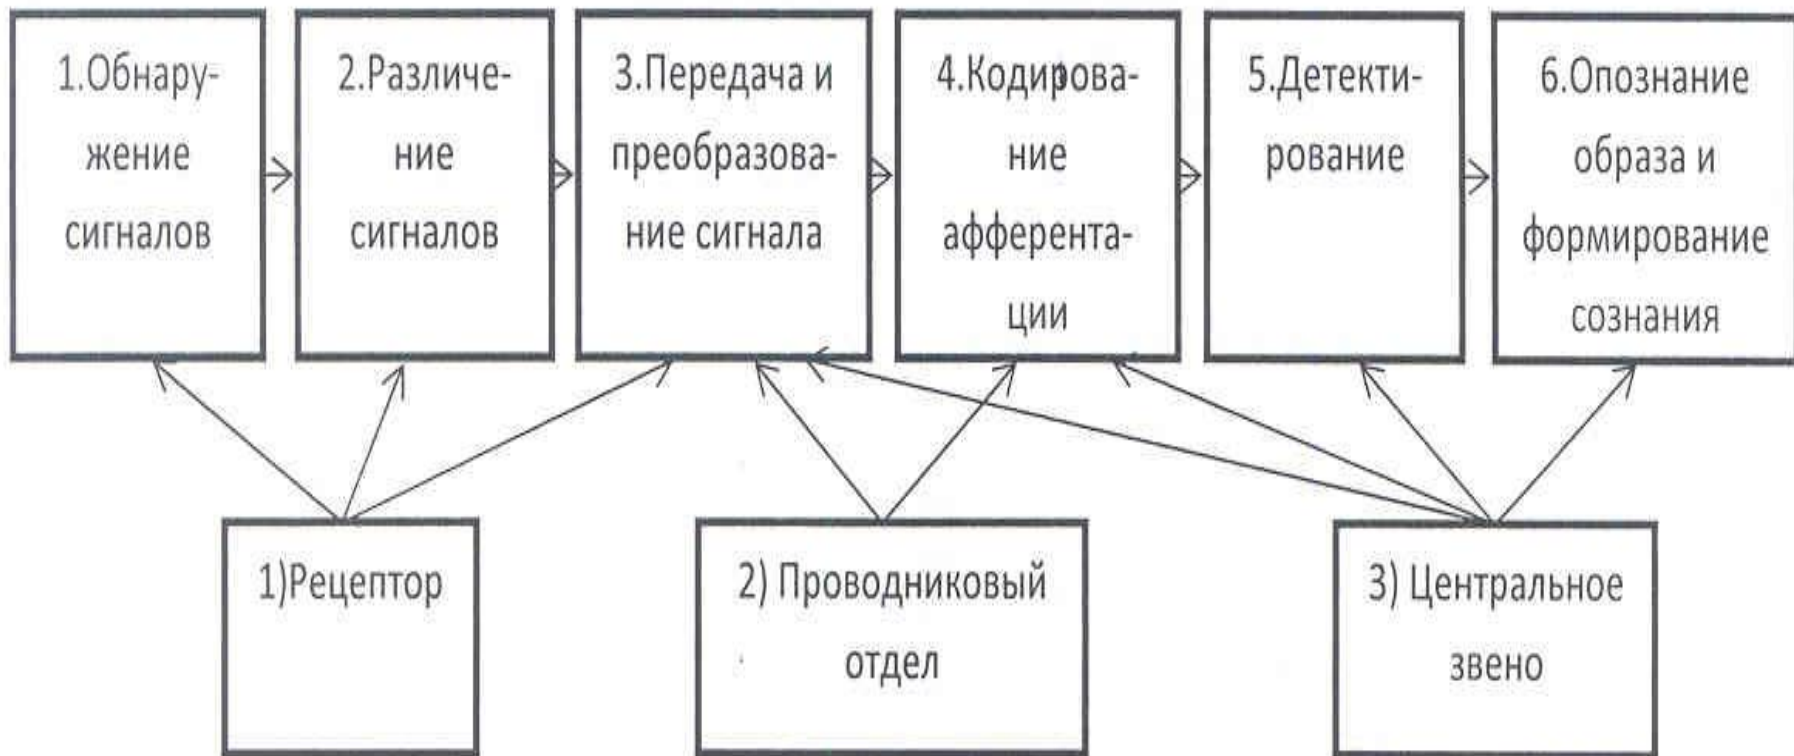 1.Обнару-
жение
сигналов
2.Различе-
ние
сигналов
3.Передача и
преобразова-
ние сигнала
4.Кодирова-
ние
афферента-
ции
5.Детекти-
рование
6.Опознание
образа и
формирование
сознания
1)Рецептор
2) Проводниковый
отдел
3) Центральное
звено